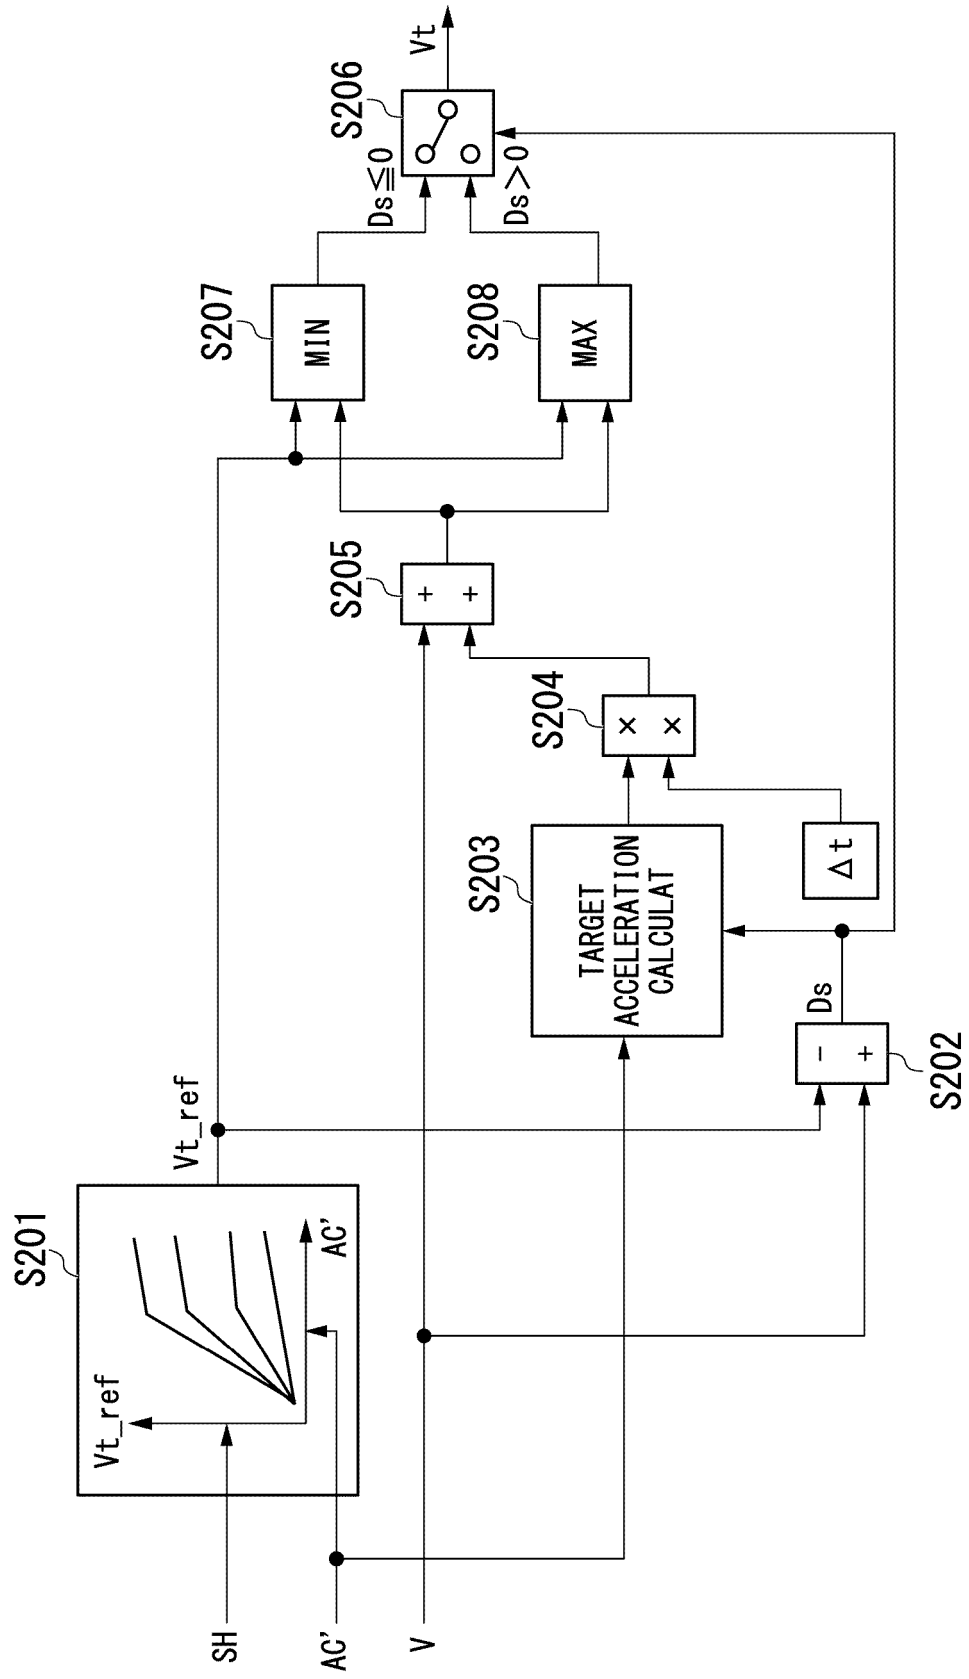 S201
Vt_ref
AC'
SH
AC'
V
Vt_ref
S202
-
+
Ds
S203
TARGET
ACCELERATION
CALCULAT
Δt
S204
×
×
S205
+
+
S207
MIN
S208
MAX
Ds≦0
Ds>0
S206
Vt